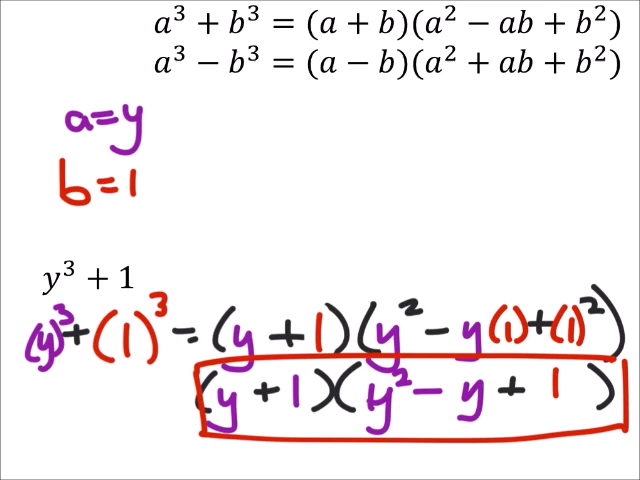 a³ + b³ = (a + b)(a² − ab + b²)
a³ − b³ = (a − b)(a² + ab + b²)
a=y
b=1
y³ + 1
(y)³+(1)³=(y+1)(y²−y(1)+(1)²)
(y+1)(y²−y+1)